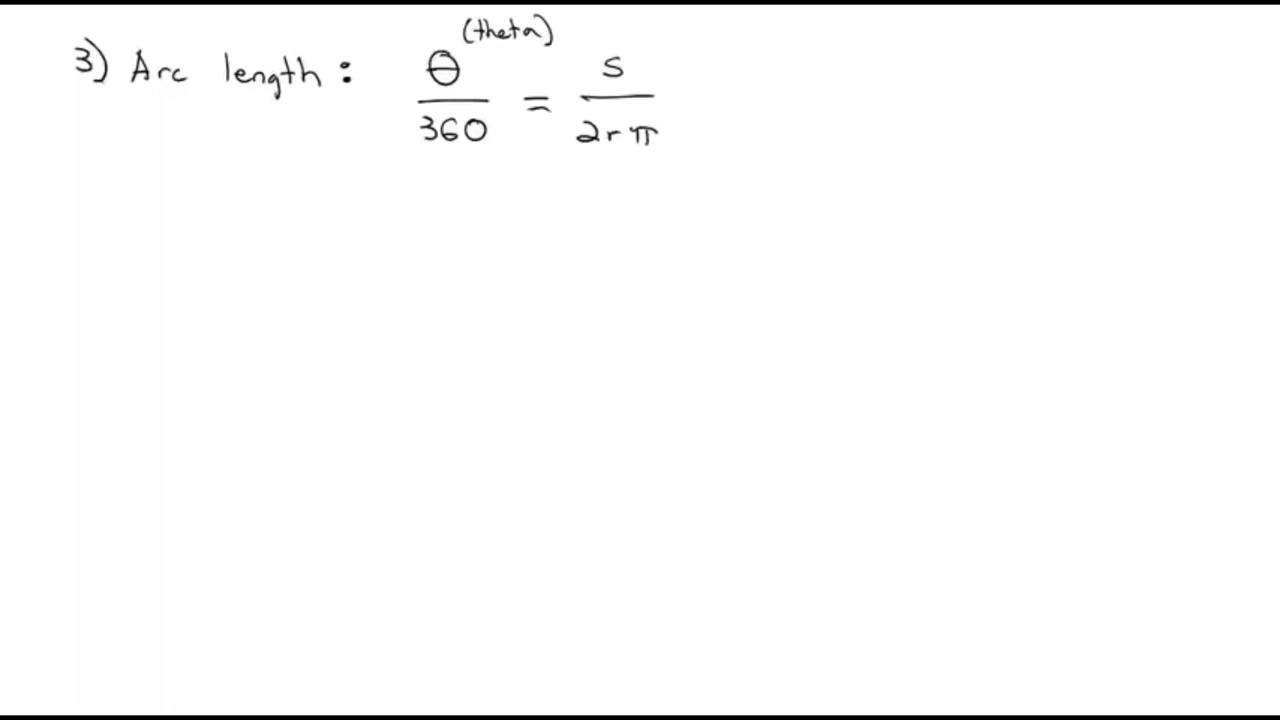 (theta)
3) Arc length: θ/360 = s/2rπ